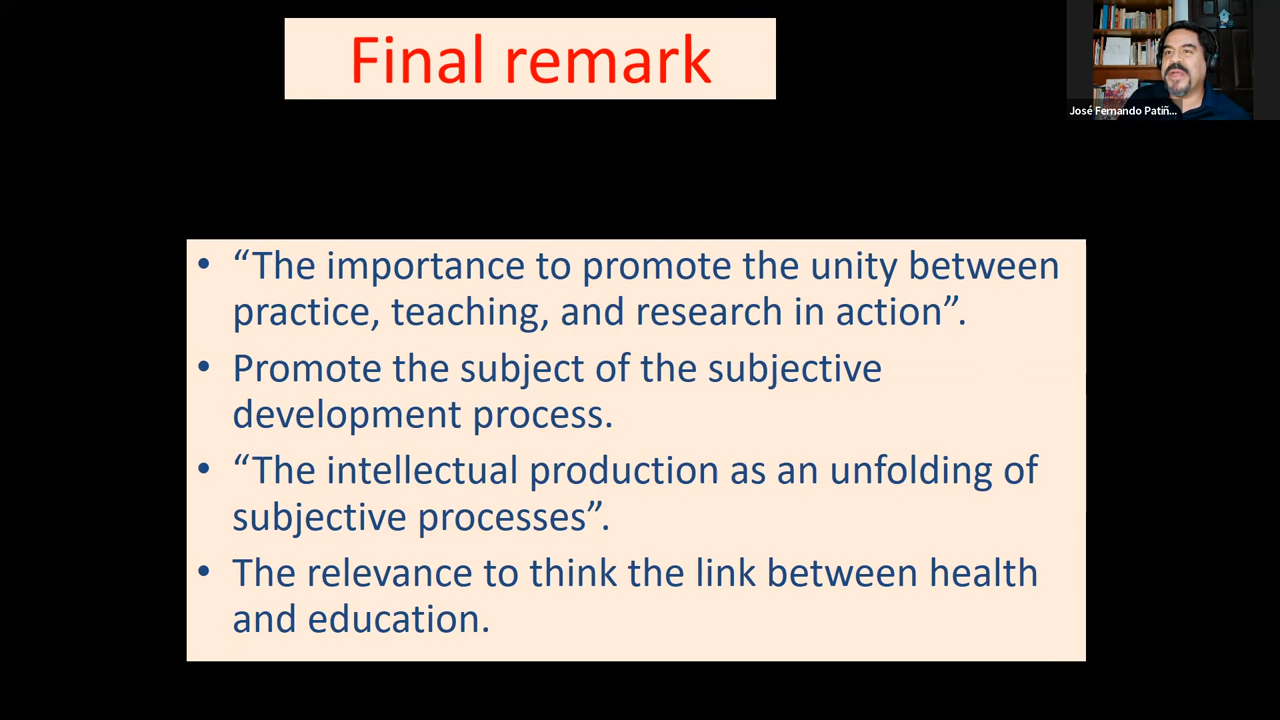 Final remark
José Fernando Patiñ...
• “The importance to promote the unity between
practice, teaching, and research in action”.
• Promote the subject of the subjective
development process.
• “The intellectual production as an unfolding of
subjective processes”.
• The relevance to think the link between health
and education.